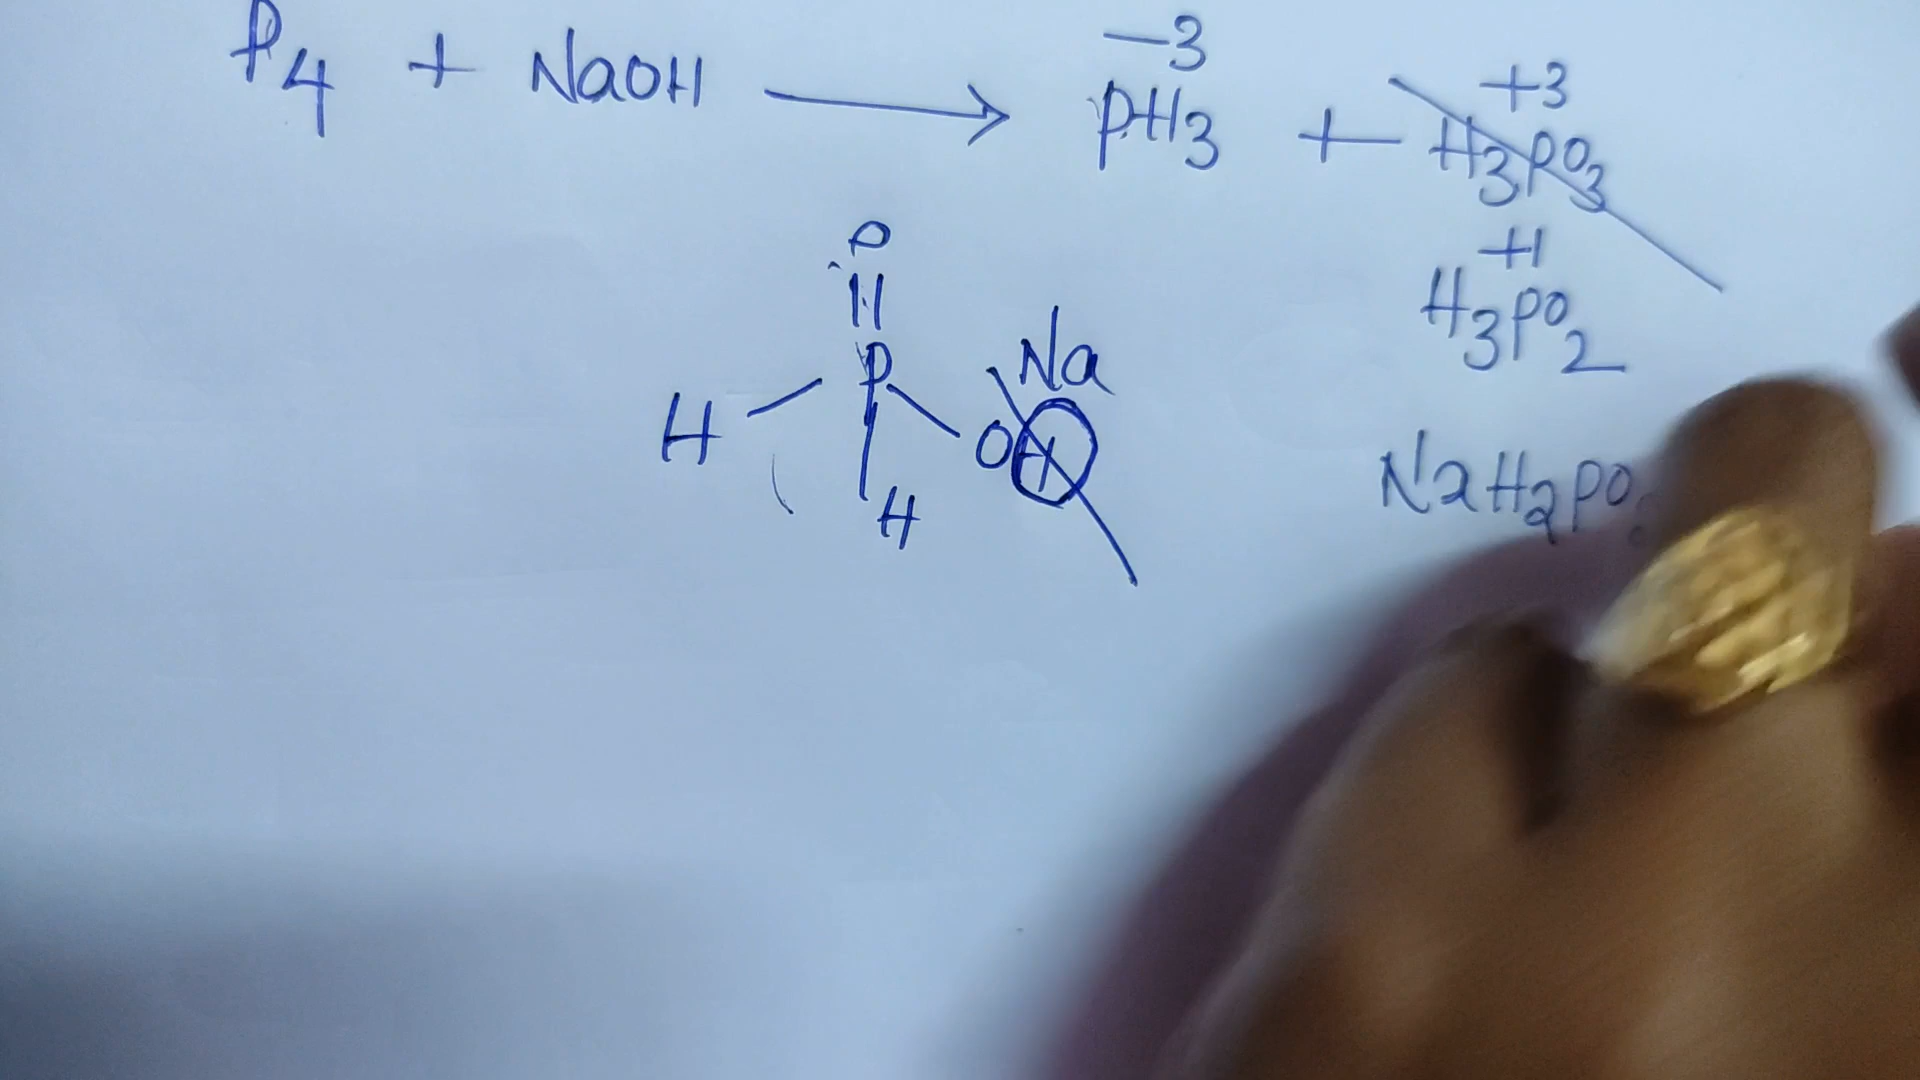 P4 + NaOH ⟶ PH3 + H3PO3
-3 +3
+1
H3PO2
P
||
P Na
H OH
H
NaH2PO